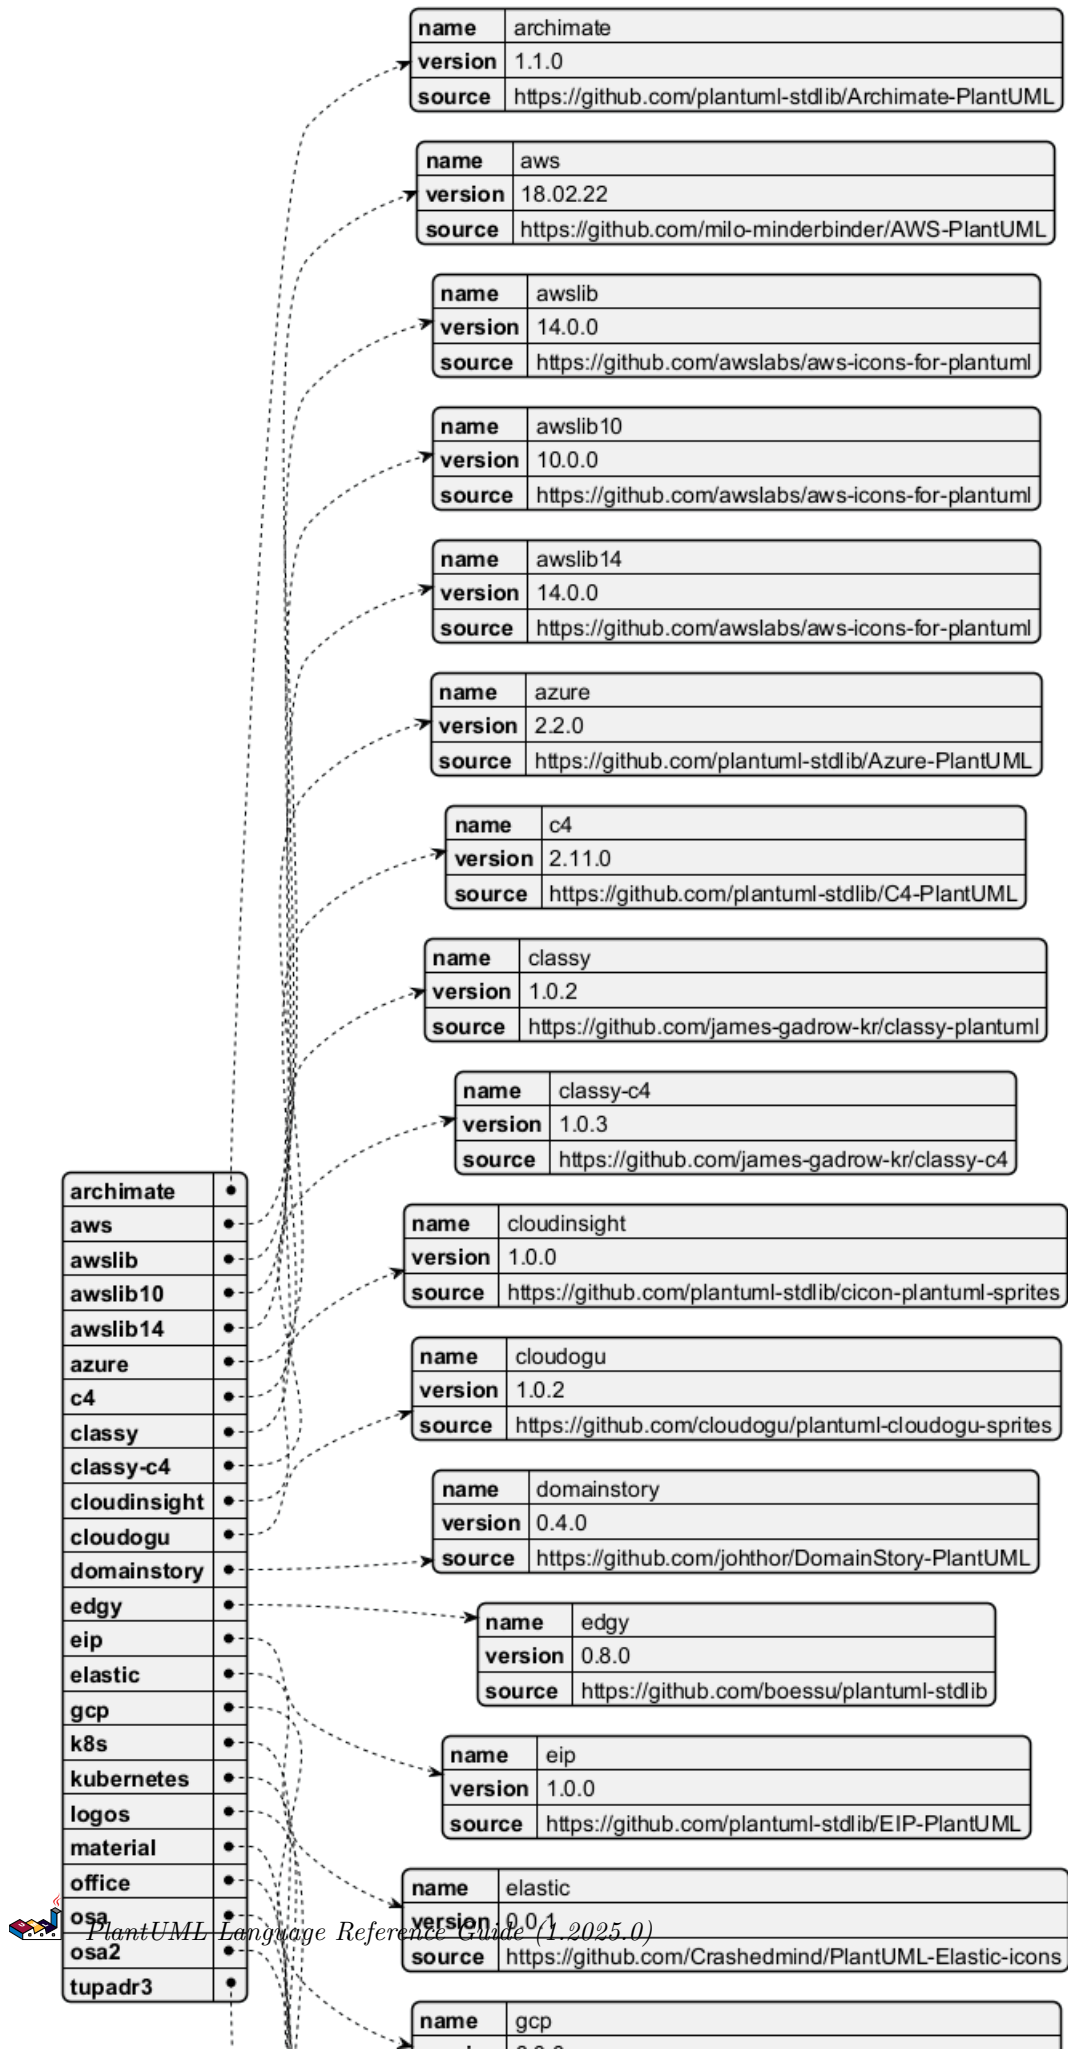 name archimate
version 1.1.0
source https://github.com/plantuml-stdlib/Archimate-PlantUML
name aws
version 18.02.22
source https://github.com/milo-minderbinder/AWS-PlantUML
name awslib
version 14.0.0
source https://github.com/awslabs/aws-icons-for-plantuml
name awslib10
version 10.0.0
source https://github.com/awslabs/aws-icons-for-plantuml
name awslib14
version 14.0.0
source https://github.com/awslabs/aws-icons-for-plantuml
name azure
version 2.2.0
source https://github.com/plantuml-stdlib/Azure-PlantUML
name c4
version 2.11.0
source https://github.com/plantuml-stdlib/C4-PlantUML
name classy
version 1.0.2
source https://github.com/james-gadrow-kr/classy-plantuml
name classy-c4
version 1.0.3
source https://github.com/james-gadrow-kr/classy-c4
name cloudinsight
version 1.0.0
source https://github.com/plantuml-stdlib/cicon-plantuml-sprites
name cloudogu
version 1.0.2
source https://github.com/cloudogu/plantuml-cloudogu-sprites
name domainstory
version 0.4.0
source https://github.com/johthor/DomainStory-PlantUML
name edgy
version 0.8.0
source https://github.com/boessu/plantuml-stdlib
name eip
version 1.0.0
source https://github.com/plantuml-stdlib/EIP-PlantUML
name elastic
version 0.0.1
source https://github.com/Crashedmind/PlantUML-Elastic-icons
name gcp
archimate
aws
awslib
awslib10
awslib14
azure
c4
classy
classy-c4
cloudinsight
cloudogu
domainstory
edgy
eip
elastic
gcp
k8s
kubernetes
logos
material
office
osa
osa2
tupadr3
PlantUML Language Reference Guide (1.2025.0)